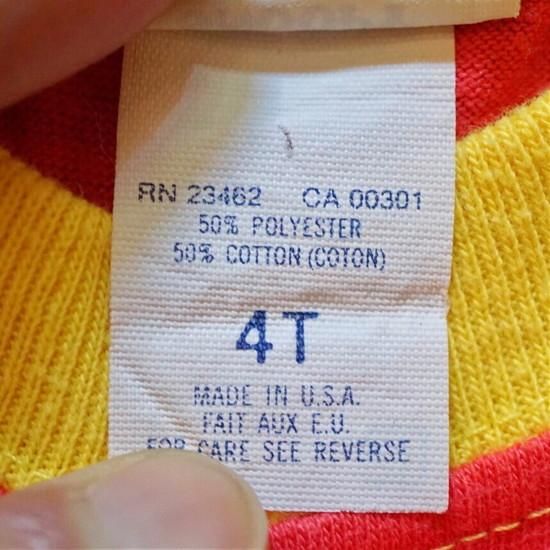 RN 23462 CA 00301
50% POLYESTER
50% COTTON (COTON)
4T
MADE IN U.S.A.
FAIT AUX E.U.
FOR CARE SEE REVERSE